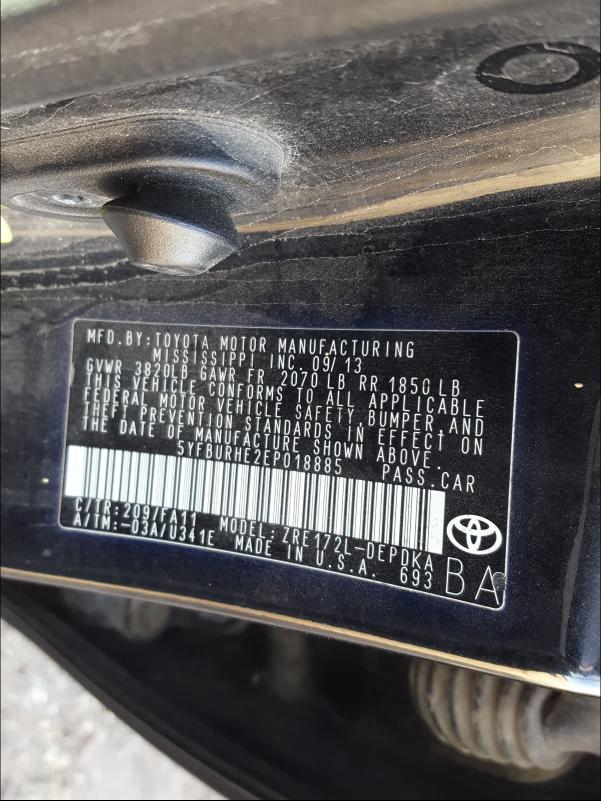 MFD.BY:TOYOTA MOTOR MANUFACTURING
MISSISSIPPI INC. 09/13
GVWR 3820LB GAWR FR 2070 LB RR 1850 LB
THIS VEHICLE CONFORMS TO ALL APPLICABLE
FEDERAL MOTOR VEHICLE SAFETY,BUMPER,AND
THEFT PREVENTION STANDARDS IN EFFECT ON
THE DATE OF MANUFACTURE SHOWN ABOVE.
5YFBURHE2EP018885 PASS.CAR
C/TR:209/FA11 MODEL: ZRE172L-DEPDKA
A/TM:-03A/U341E MADE IN U.S.A. 693 BA